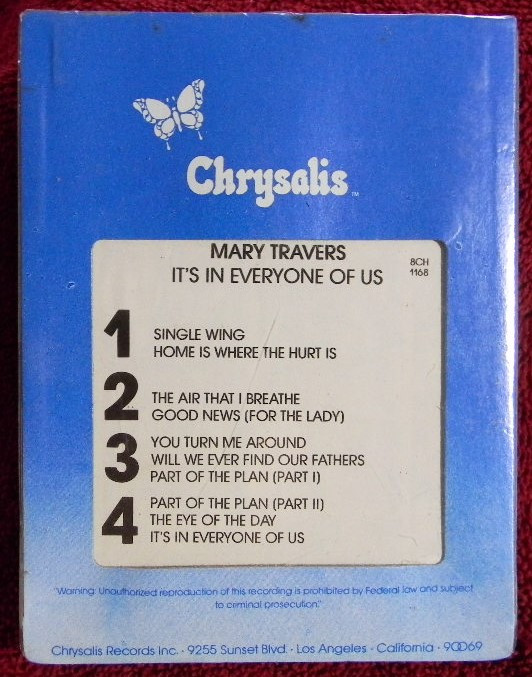 Chrysalis™
MARY TRAVERS
IT'S IN EVERYONE OF US
8CH
1168
1
SINGLE WING
HOME IS WHERE THE HURT IS
2
THE AIR THAT I BREATHE
GOOD NEWS (FOR THE LADY)
3
YOU TURN ME AROUND
WILL WE EVER FIND OUR FATHERS
PART OF THE PLAN (PART I)
4
PART OF THE PLAN (PART II)
THE EYE OF THE DAY
IT'S IN EVERYONE OF US
"Warning: Unauthorized reproduction of this recording is prohibited by Federal law and subject
to criminal prosecution."
Chrysalis Records Inc. · 9255 Sunset Blvd. · Los Angeles · California · 90069